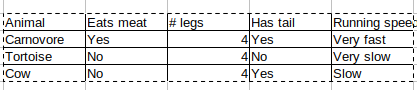 Animal Eats meat # legs Has tail Running speed
Carnovore Yes 4 Yes Very fast
Tortoise No 4 No Very slow
Cow No 4 Yes Slow